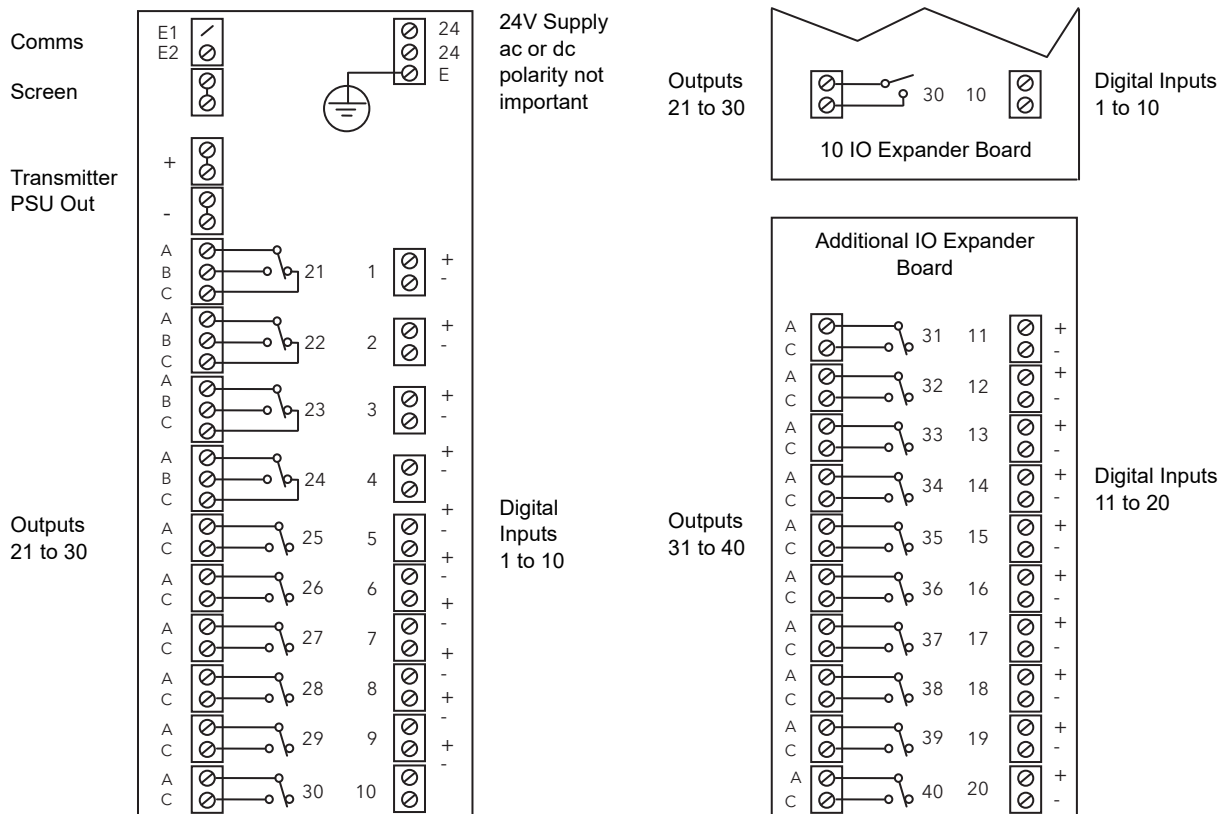 Comms
E1
E2
Screen
Transmitter
PSU Out
+
-
24
24
E
24V Supply
ac or dc
polarity not
important
A
B
C
21
1
+
-
A
B
C
22
2
+
-
A
B
C
23
3
+
-
A
B
C
24
4
+
-
Outputs
21 to 30
A
C
25
5
+
-
A
C
26
6
+
-
A
C
27
7
+
-
A
C
28
8
+
-
A
C
29
9
+
-
A
C
30
10
+
-
Digital
Inputs
1 to 10
Outputs
21 to 30
30
10
Digital Inputs
1 to 10
10 IO Expander Board
Additional IO Expander
Board
Outputs
31 to 40
A
C
31
11
+
-
A
C
32
12
+
-
A
C
33
13
+
-
A
C
34
14
+
-
A
C
35
15
+
-
A
C
36
16
+
-
A
C
37
17
+
-
A
C
38
18
+
-
A
C
39
19
+
-
A
C
40
20
+
-
Digital Inputs
11 to 20